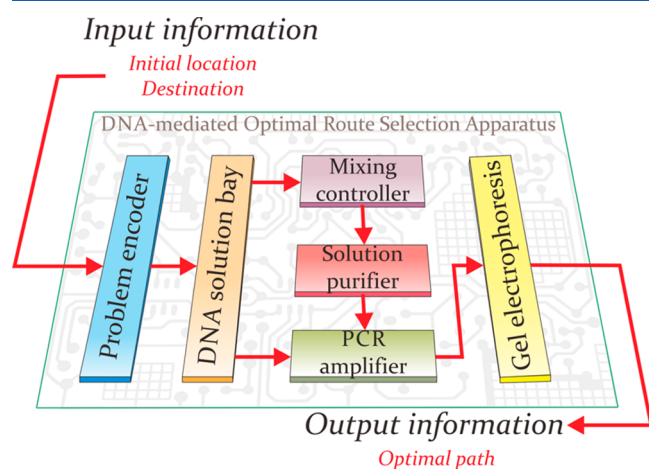 Input information
Initial location
Destination
DNA-mediated Optimal Route Selection Apparatus
Problem encoder
DNA solution bay
Mixing
controller
Solution
purifier
PCR
amplifier
Gel electrophoresis
Output information
Optimal path